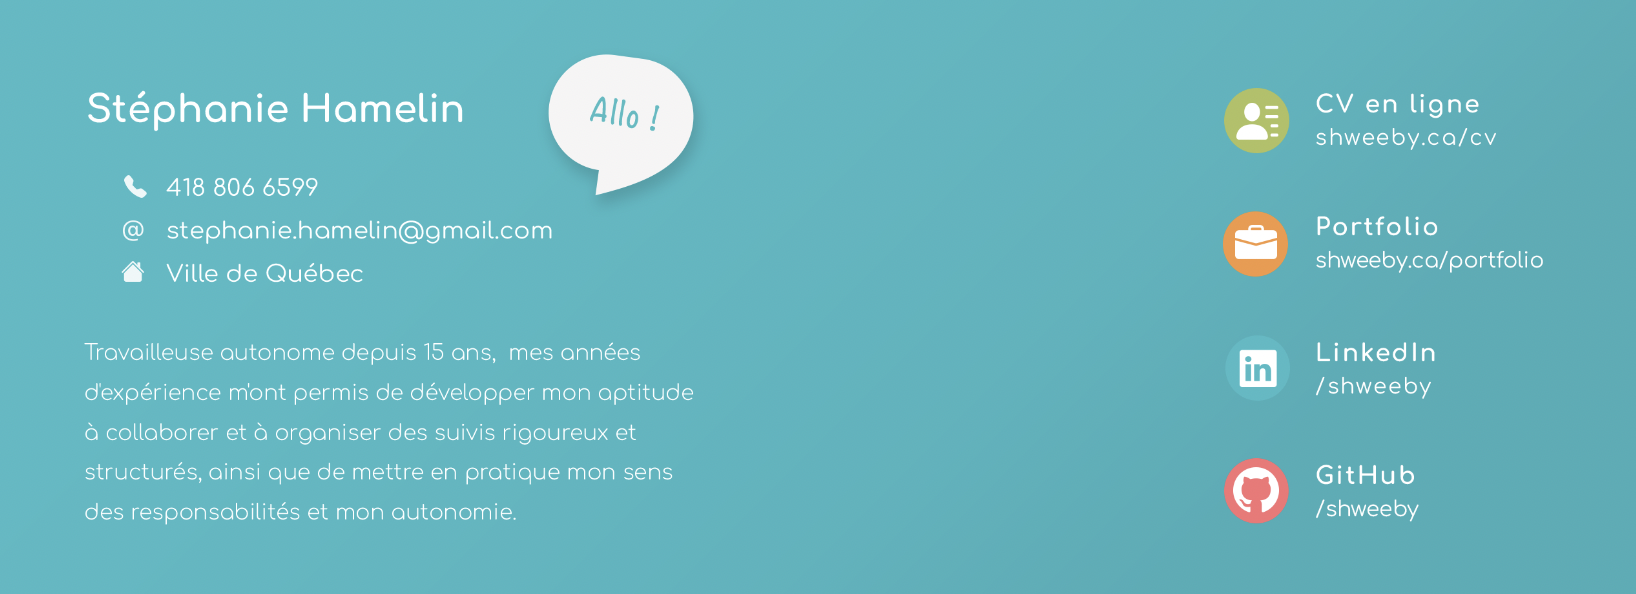 Stéphanie Hamelin
Allo !
418 806 6599
@ stephanie.hamelin@gmail.com
Ville de Québec
Travailleuse autonome depuis 15 ans, mes années
d'expérience m'ont permis de développer mon aptitude
à collaborer et à organiser des suivis rigoureux et
structurés, ainsi que de mettre en pratique mon sens
des responsabilités et mon autonomie.
CV en ligne
shweeby.ca/cv
Portfolio
shweeby.ca/portfolio
in
LinkedIn
/shweeby
GitHub
/shweeby